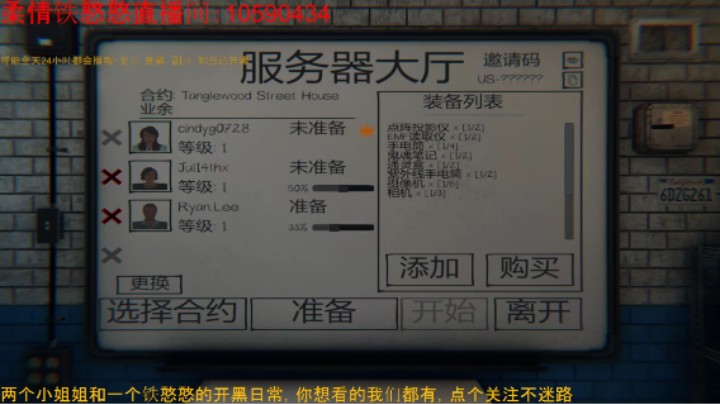 柔情铁憨憨直播间:10590434
服务器大厅
邀请码
US-??????
合约: Tanglewood Street House
业余
装备列表
cindyg0728 未准备
等级: 1
Jul14thx 未准备
等级: 1
50%
Ryan.Lee 准备
等级: 1
33%
点阵投影仪 × [1/2]
EMF读取仪 × [1/2]
手电筒 × [1/4]
鬼魂笔记 × [1/2]
通灵盒 × [1/2]
紫外线手电筒 × [1/2]
摄像机 × [1/6]
相机 × [1/3]
添加
购买
更换
选择合约
准备
开始
离开
6DZG261
两个小姐姐和一个铁憨憨的开黑日常, 你想看的我们都有, 点个关注不迷路